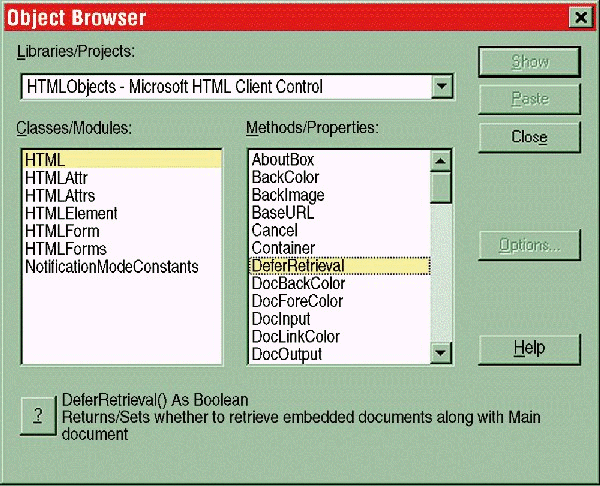 Object Browser
Libraries/Projects:
HTMLObjects - Microsoft HTML Client Control
Show
Paste
Close
Classes/Modules:
HTML
HTMLAttr
HTMLAttrs
HTMLElement
HTMLForm
HTMLForms
NotificationModeConstants
Methods/Properties:
AboutBox
BackColor
BackImage
BaseURL
Cancel
Container
DeferRetrieval
DocBackColor
DocForeColor
DocInput
DocLinkColor
DocOutput
Options...
Help
?
DeferRetrieval() As Boolean
Returns/Sets whether to retrieve embedded documents along with Main
document